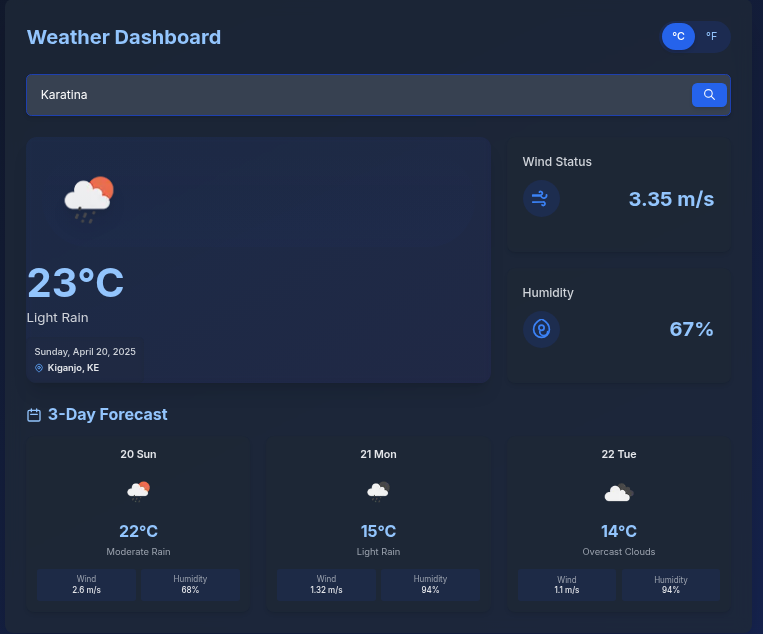 Weather Dashboard
°C °F
Karatina
23°C
Light Rain
Sunday, April 20, 2025
Kiganjo, KE
Wind Status
3.35 m/s
Humidity
67%
3-Day Forecast
20 Sun
22°C
Moderate Rain
Wind Humidity
2.6 m/s 68%
21 Mon
15°C
Light Rain
Wind Humidity
1.32 m/s 94%
22 Tue
14°C
Overcast Clouds
Wind Humidity
1.1 m/s 94%